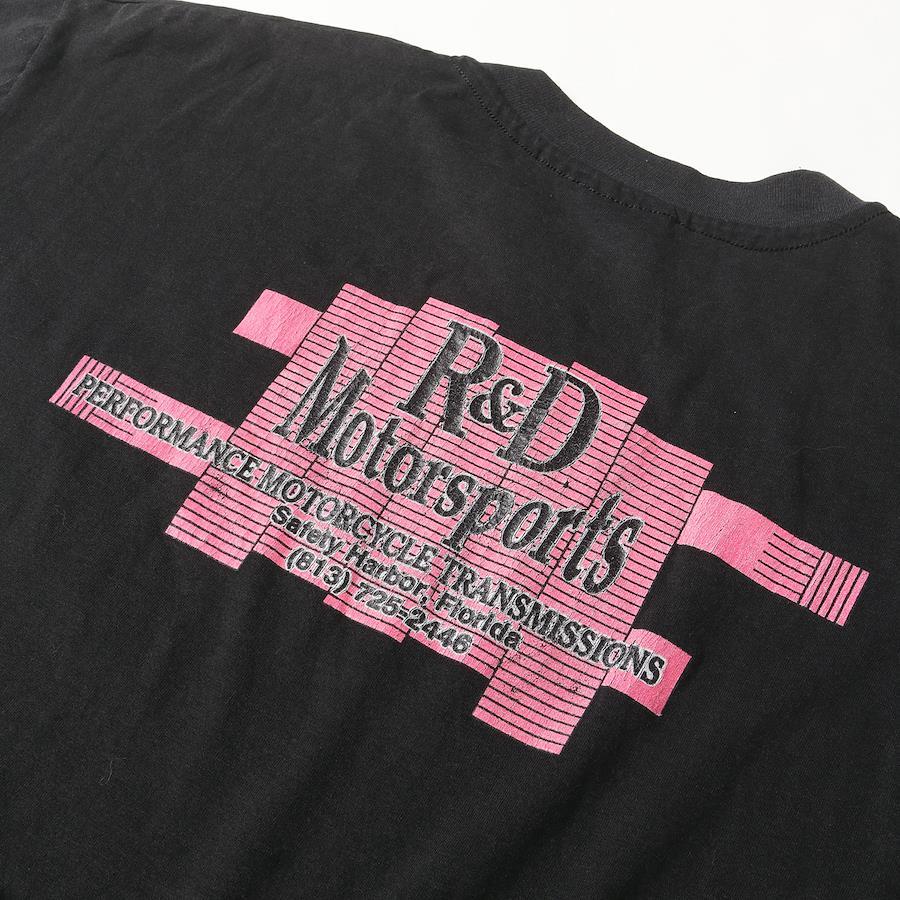 R&D
Motorsports
PERFORMANCE MOTORCYCLE TRANSMISSIONS
Safety Harbor, Florida
(813) 725-2446